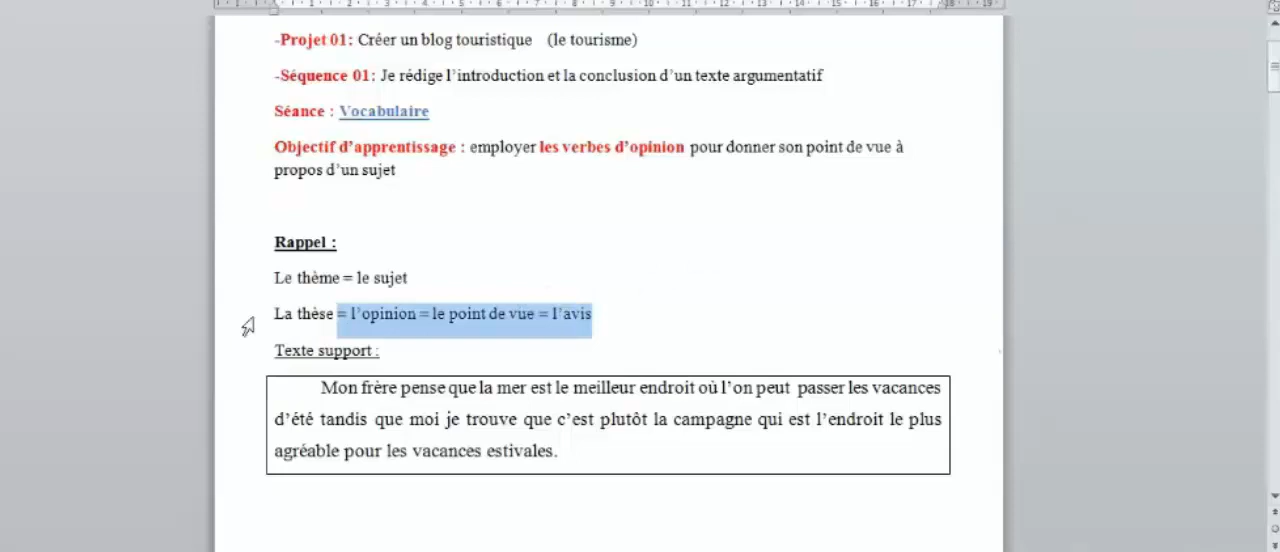 -Projet 01: Créer un blog touristique (le tourisme)
-Séquence 01: Je rédige l'introduction et la conclusion d'un texte argumentatif
Séance : Vocabulaire
Objectif d'apprentissage : employer les verbes d'opinion pour donner son point de vue à
propos d'un sujet
Rappel :
Le thème = le sujet
La thèse = l'opinion = le point de vue = l'avis
Texte support :
Mon frère pense que la mer est le meilleur endroit où l'on peut passer les vacances
d'été tandis que moi je trouve que c'est plutôt la campagne qui est l'endroit le plus
agréable pour les vacances estivales.